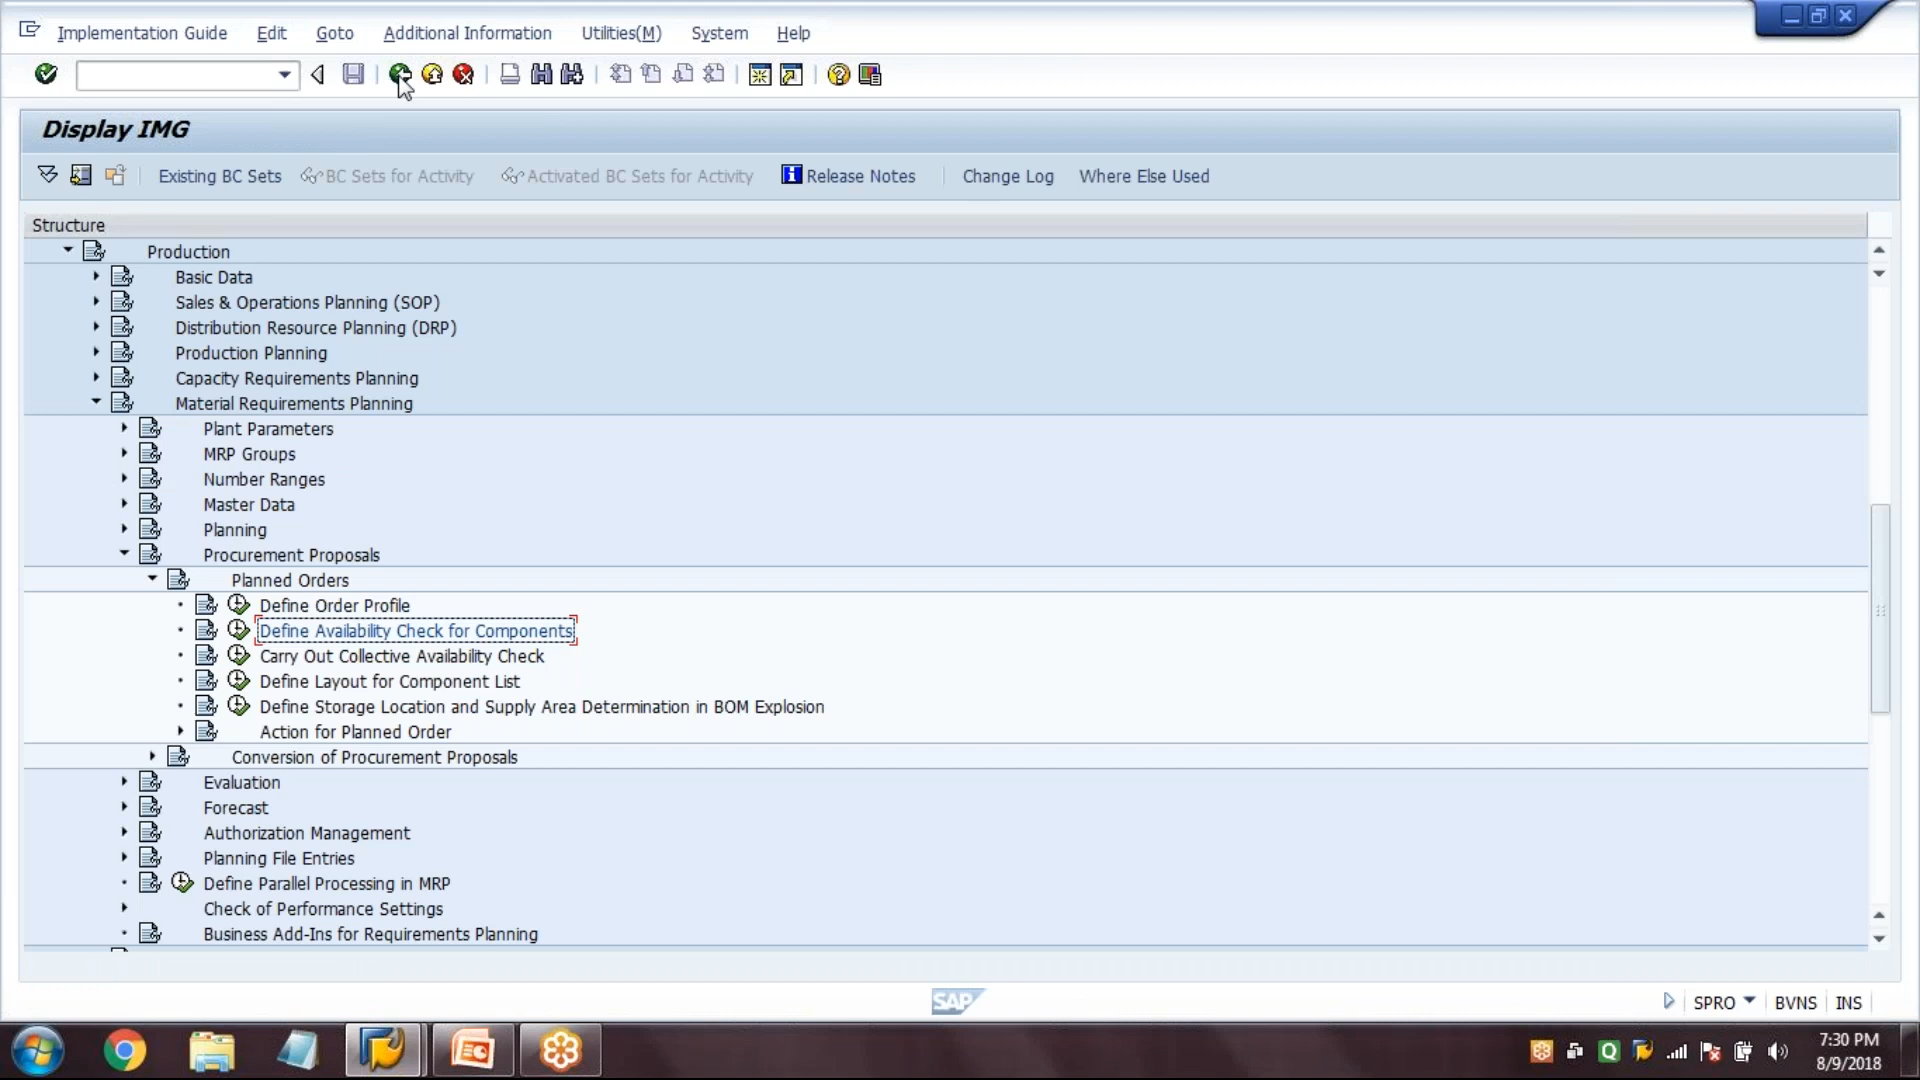 Implementation Guide Edit Goto Additional Information Utilities(M) System Help
Display IMG
Existing BC Sets BC Sets for Activity Activated BC Sets for Activity Release Notes Change Log Where Else Used
Structure
Production
Basic Data
Sales & Operations Planning (SOP)
Distribution Resource Planning (DRP)
Production Planning
Capacity Requirements Planning
Material Requirements Planning
Plant Parameters
MRP Groups
Number Ranges
Master Data
Planning
Procurement Proposals
Planned Orders
Define Order Profile
Define Availability Check for Components
Carry Out Collective Availability Check
Define Layout for Component List
Define Storage Location and Supply Area Determination in BOM Explosion
Action for Planned Order
Conversion of Procurement Proposals
Evaluation
Forecast
Authorization Management
Planning File Entries
Define Parallel Processing in MRP
Check of Performance Settings
Business Add-Ins for Requirements Planning
SAP
SPRO BVNS INS
7:30 PM
8/9/2018